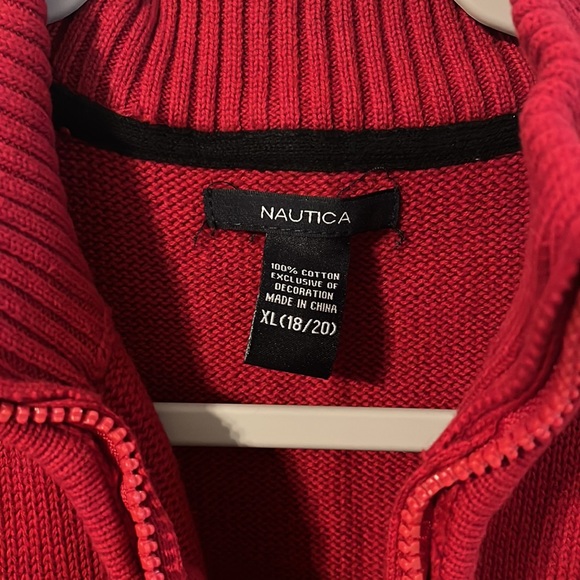 NAUTICA
100% COTTON
EXCLUSIVE OF
DECORATION
MADE IN CHINA
XL(18/20)